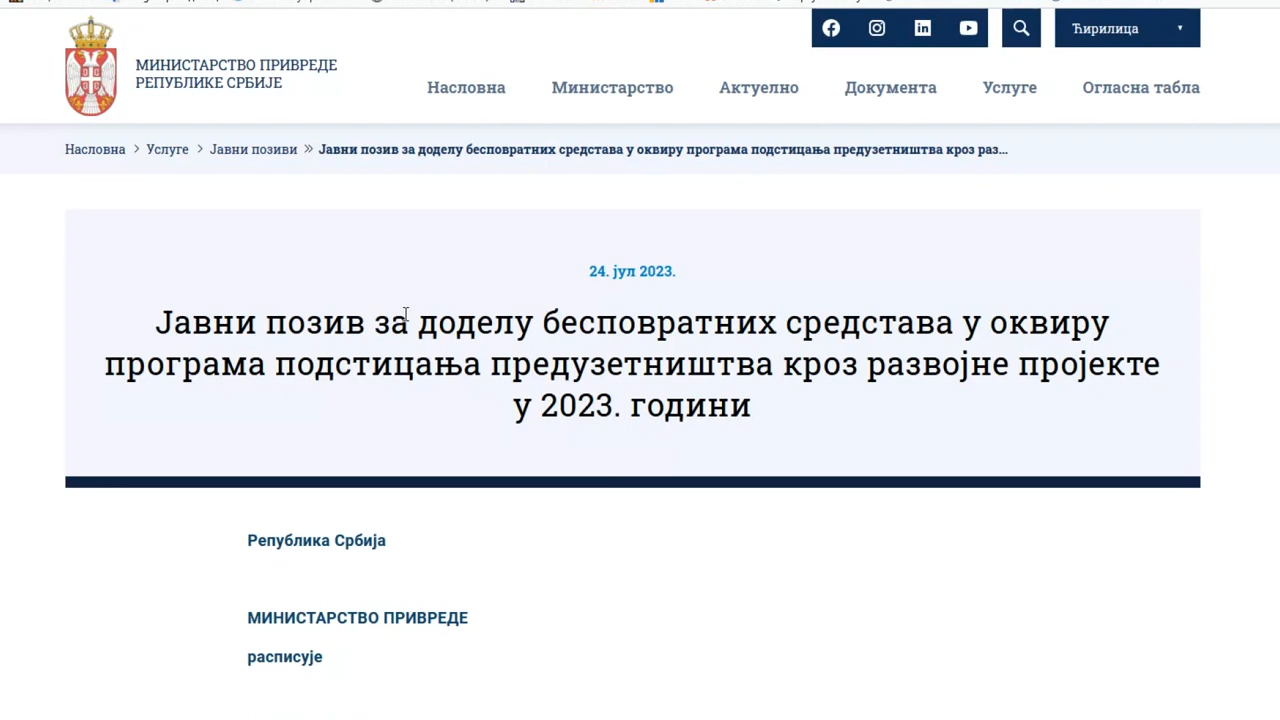 Ћирилица
МИНИСТАРСТВО ПРИВРЕДЕ
РЕПУБЛИКЕ СРБИЈЕ
Насловна Министарство Актуелно Документа Услуге Огласна табла
Насловна > Услуге > Јавни позиви » Јавни позив за доделу бесповратних средстава у оквиру програма подстицања предузетништва кроз раз...
24. јул 2023.
Јавни позив за доделу бесповратних средстава у оквиру
програма подстицања предузетништва кроз развојне пројекте
у 2023. години
Република Србија
МИНИСТАРСТВО ПРИВРЕДЕ
расписује